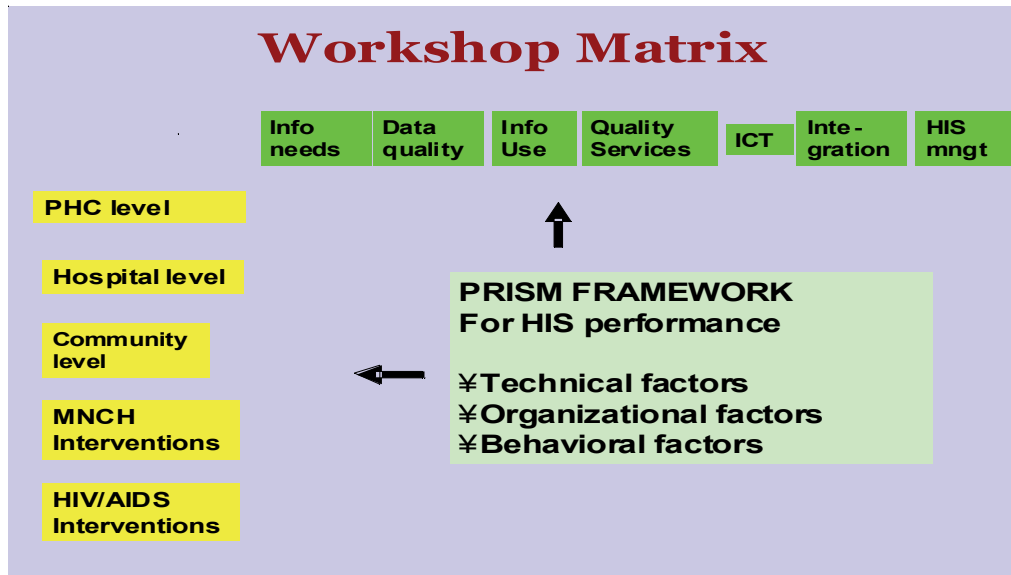 Workshop Matrix
Info
needs
Data
quality
Info
Use
Quality
Services
ICT
Inte-
gration
HIS
mngt
PHC level
Hospital level
Community
level
MNCH
Interventions
HIV/AIDS
Interventions
PRISM FRAMEWORK
For HIS performance
¥Technical factors
¥Organizational factors
¥Behavioral factors